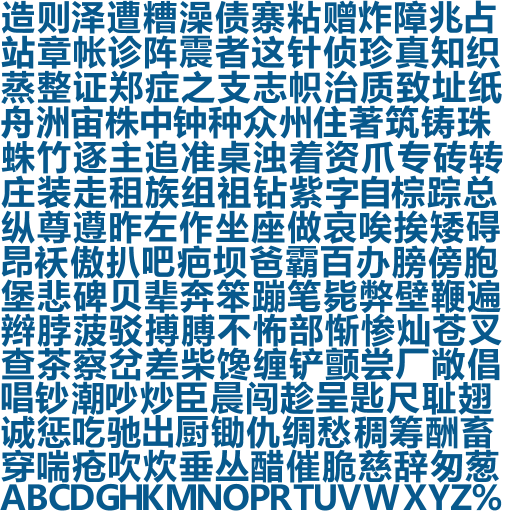 造则泽遭糟澡债寨粘赠炸障兆占
站章帐诊阵震者这针侦珍真知织
蒸整证郑症之支志帜治质致址纸
舟洲宙株中钟种众州住著筑铸珠
蛛竹逐主追准桌浊着资爪专砖转
庄装走租族组祖钻紫字自棕踪总
纵尊遵昨左作坐座做哀唉挨矮碍
昂袄傲扒吧疤坝爸霸百办膀傍胞
堡悲碑贝辈奔笨蹦笔毙弊壁鞭遍
辫脖菠驳搏膊不怖部惭惨灿苍叉
查茶察岔差柴馋缠铲颤尝厂敞倡
唱钞潮吵炒臣晨闯趁呈匙尺耻翅
诚惩吃驰出厨锄仇绸愁稠筹酬畜
穿喘疮吹炊垂丛醋催脆慈辞匆葱
ABCDGHKMNOPRTUVWXYZ%